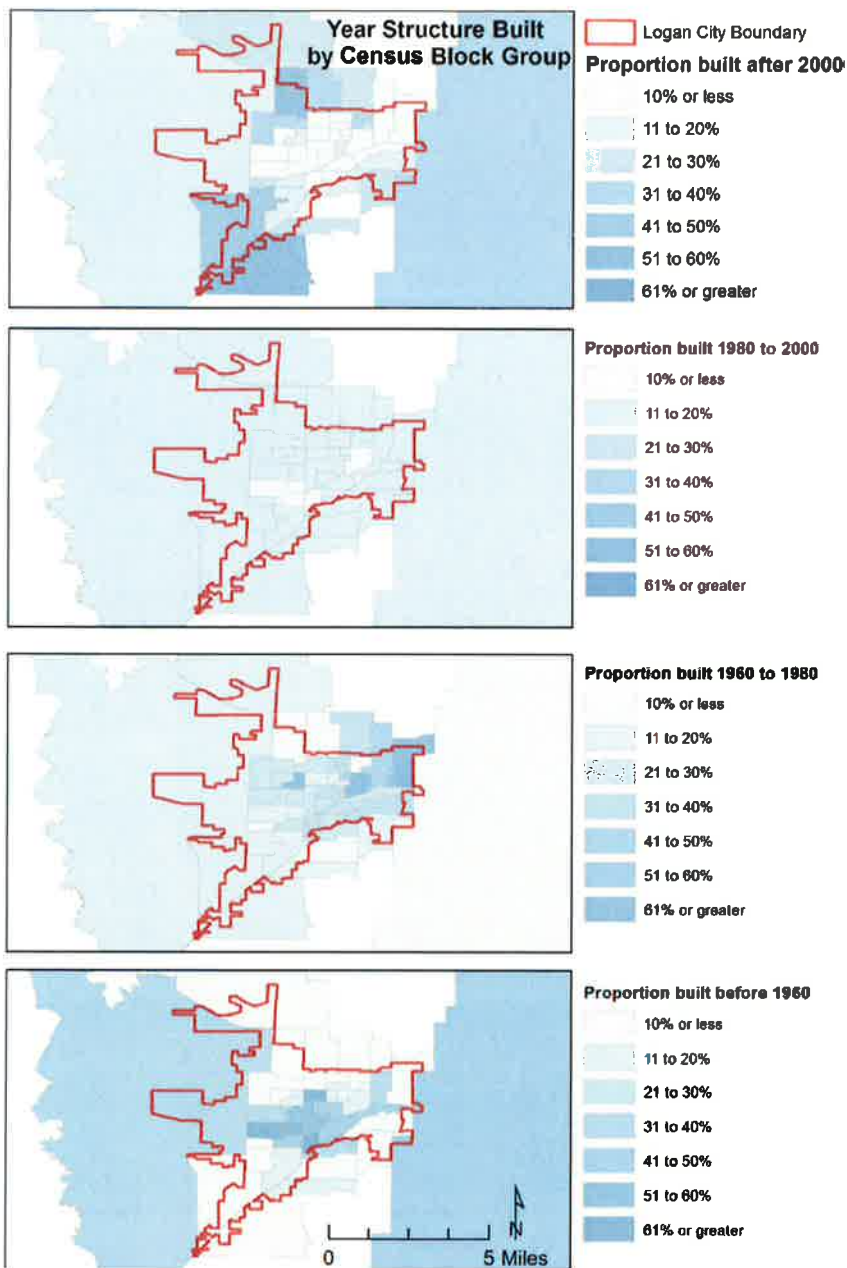 Year Structure Built
by Census Block Group
Logan City Boundary
Proportion built after 2000
10% or less
11 to 20%
21 to 30%
31 to 40%
41 to 50%
51 to 60%
61% or greater
Proportion built 1980 to 2000
10% or less
11 to 20%
21 to 30%
31 to 40%
41 to 50%
51 to 60%
61% or greater
Proportion built 1960 to 1980
10% or less
11 to 20%
21 to 30%
31 to 40%
41 to 50%
51 to 60%
61% or greater
Proportion built before 1960
10% or less
11 to 20%
21 to 30%
31 to 40%
41 to 50%
51 to 60%
61% or greater
N
0 5 Miles